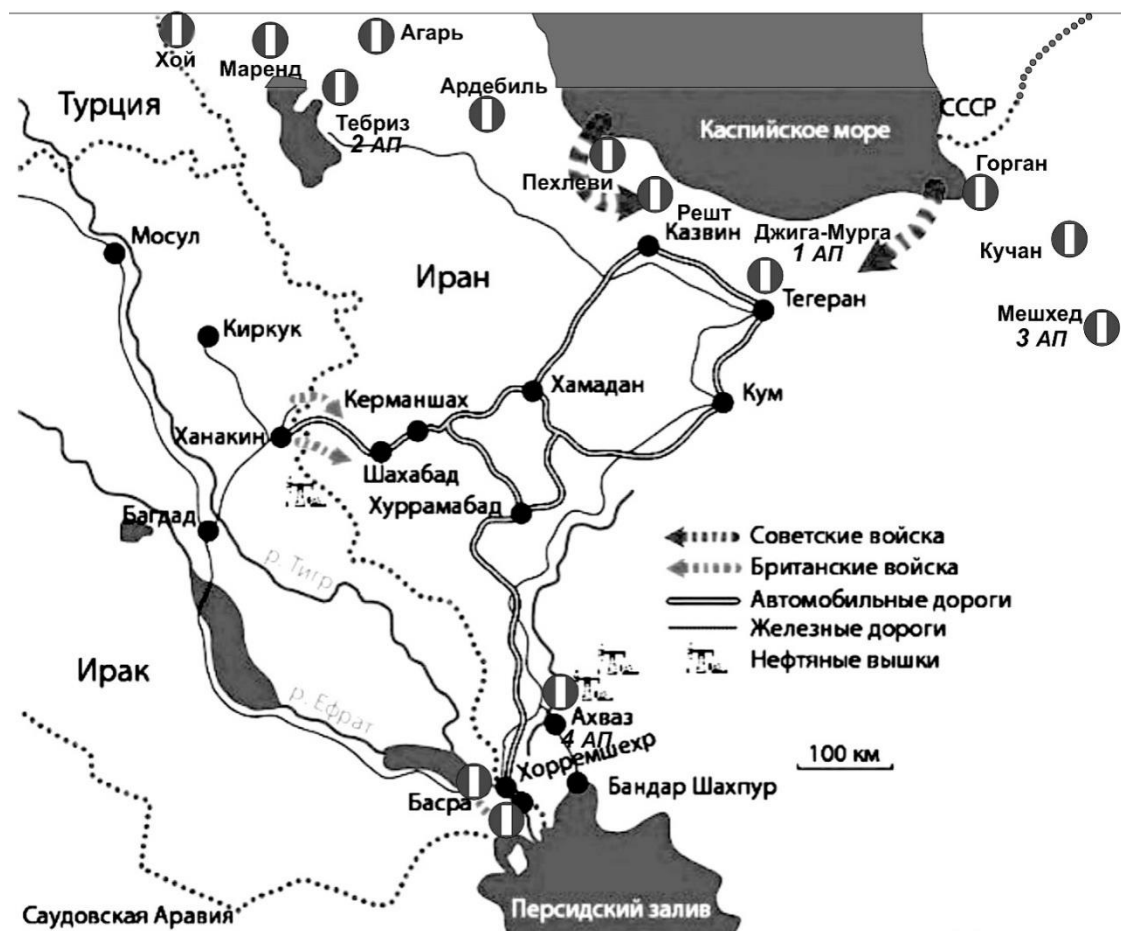 Хой
Маренд
Агарь
Турция
Тебриз
2 АП
Ардебиль
Каспийское море
СССР
Пехлеви
Горган
Решт
Казвин
Джига-Мурга
1 АП
Кучан
Мосул
Иран
Тегеран
Мешхед
3 АП
Киркук
Хамадан
Кум
Керманшах
Ханакин
Шахабад
Хуррамабад
Багдад
р. Тигр
Советские войска
Британские войска
Автомобильные дороги
Железные дороги
Нефтяные вышки
Ирак
р. Ефрат
Ахваз
4 АП
Хорремшехр
100 км
Басра
Бандар Шахпур
Саудовская Аравия
Персидский залив